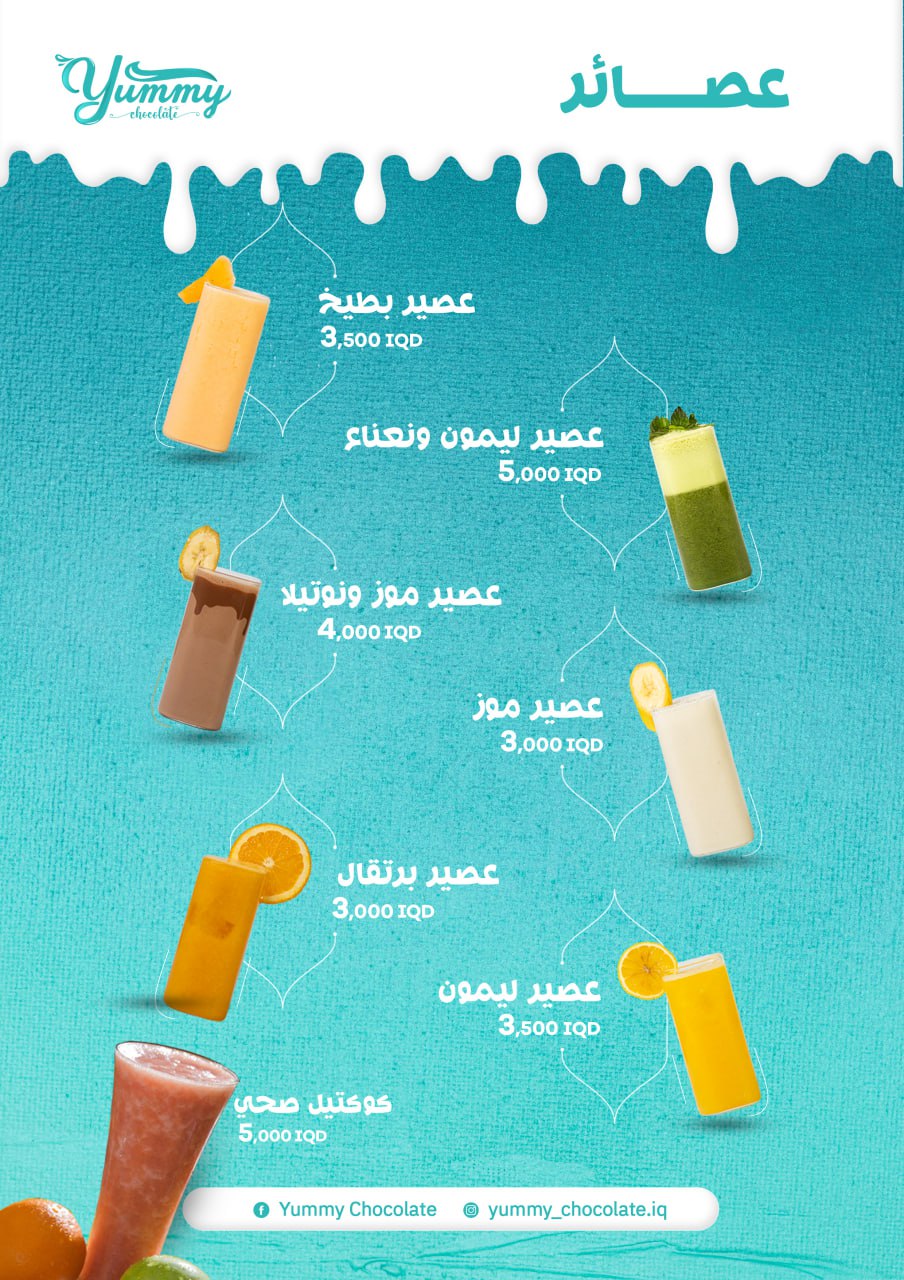 Yummy
chocolate
عصائر
عصير بطيخ
3,500 IQD
عصير ليمون ونعناع
5,000 IQD
عصير موز ونوتيلا
4,000 IQD
عصير موز
3,000 IQD
عصير برتقال
3,000 IQD
عصير ليمون
3,500 IQD
كوكتيل صحي
5,000 IQD
Yummy Chocolate yummy_chocolate.iq